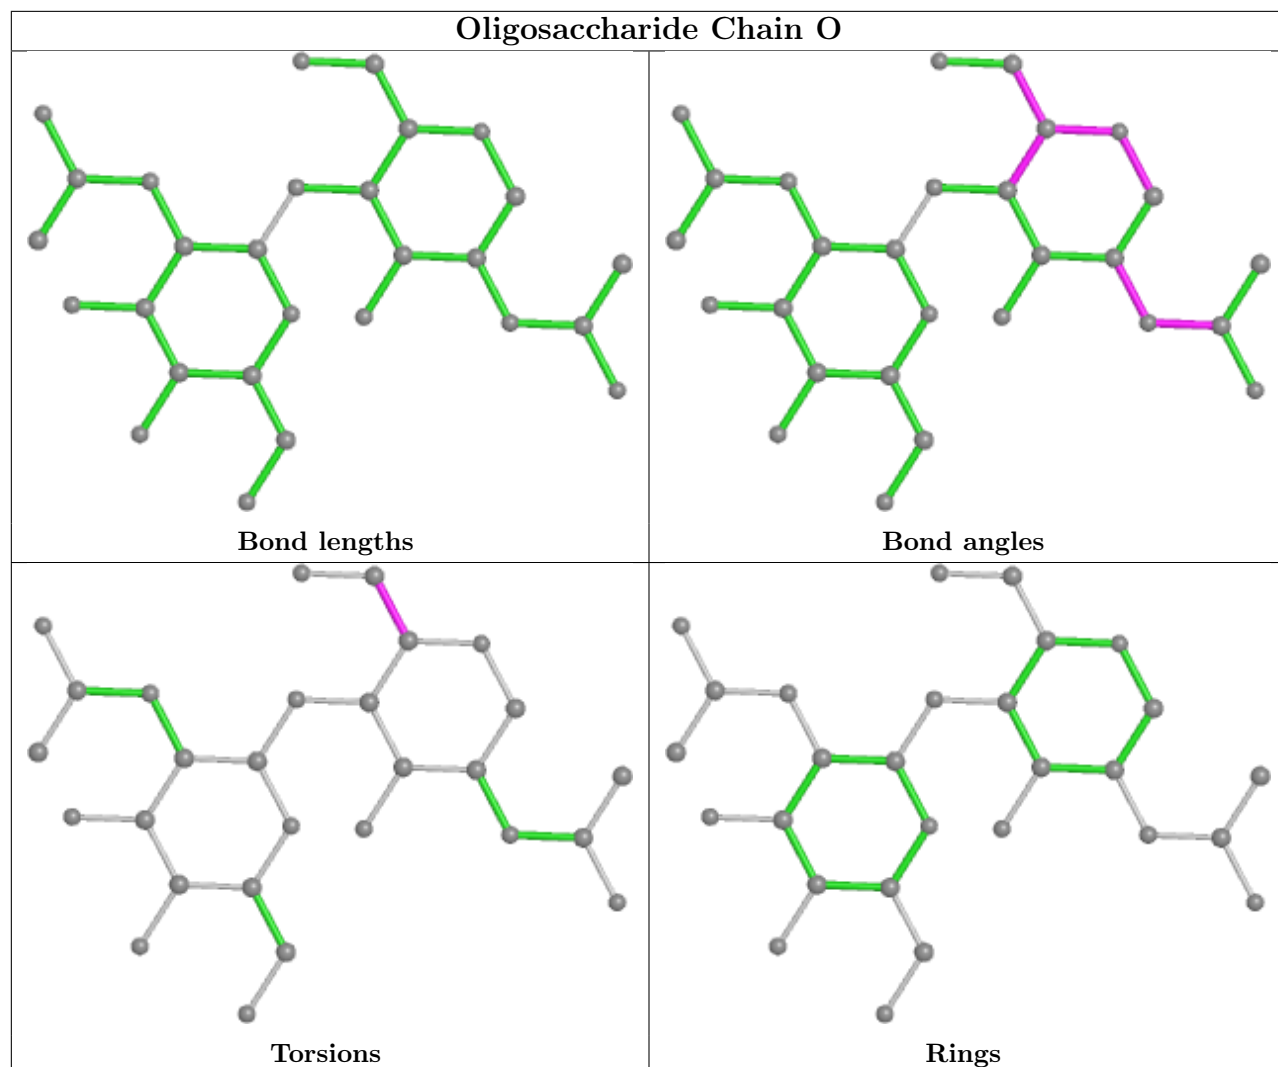 Oligosaccharide Chain O
Bond lengths
Bond angles
Torsions
Rings